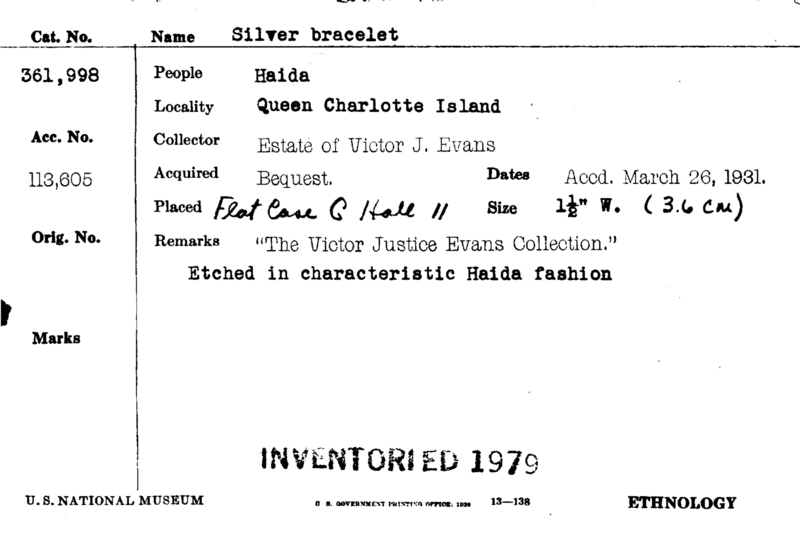 Cat. No. Name Silver bracelet
361,998 People Haida
Locality Queen Charlotte Island
Acc. No. Collector Estate of Victor J. Evans
113,605 Acquired Bequest. Dates Accd. March 26, 1931.
Placed Flat Case G Hall 11 Size 1½" W. (3.6 cm)
Orig. No. Remarks "The Victor Justice Evans Collection."
Etched in characteristic Haida fashion
Marks
INVENTORIED 1979
U.S. NATIONAL MUSEUM U. S. GOVERNMENT PRINTING OFFICE: 13—138 ETHNOLOGY